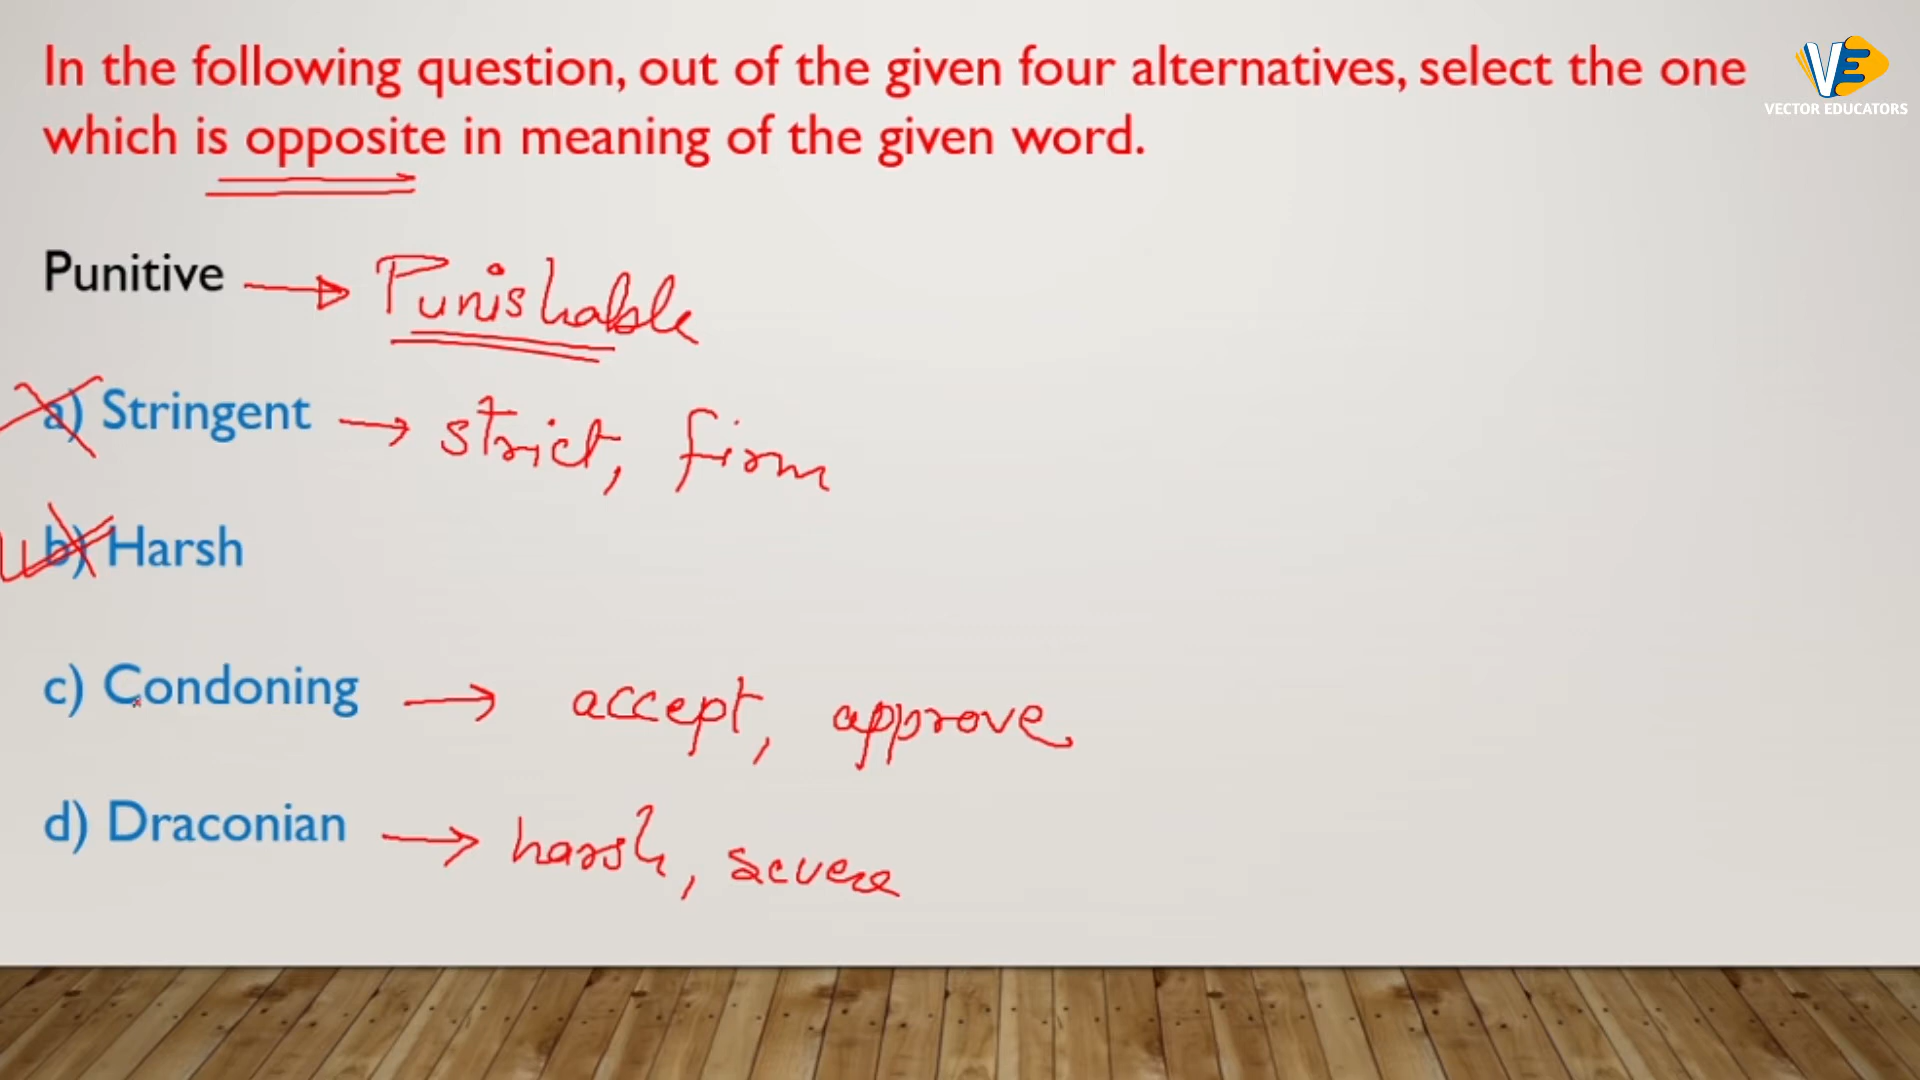 In the following question, out of the given four alternatives, select the one
which is opposite in meaning of the given word.
VE
VECTOR EDUCATORS
Punitive → Punishable
a) Stringent → strict, firm
b) Harsh
c) Condoning → accept, approve
d) Draconian → harsh, severe